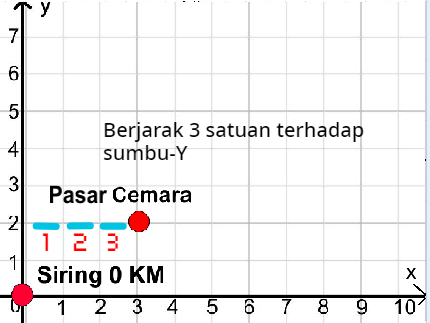 y
7
6
5
Berjarak 3 satuan terhadap
4
sumbu-Y
3
Pasar Cemara
2
1 2 3
1
Siring 0 KM
x
0 1 2 3 4 5 6 7 8 9 10